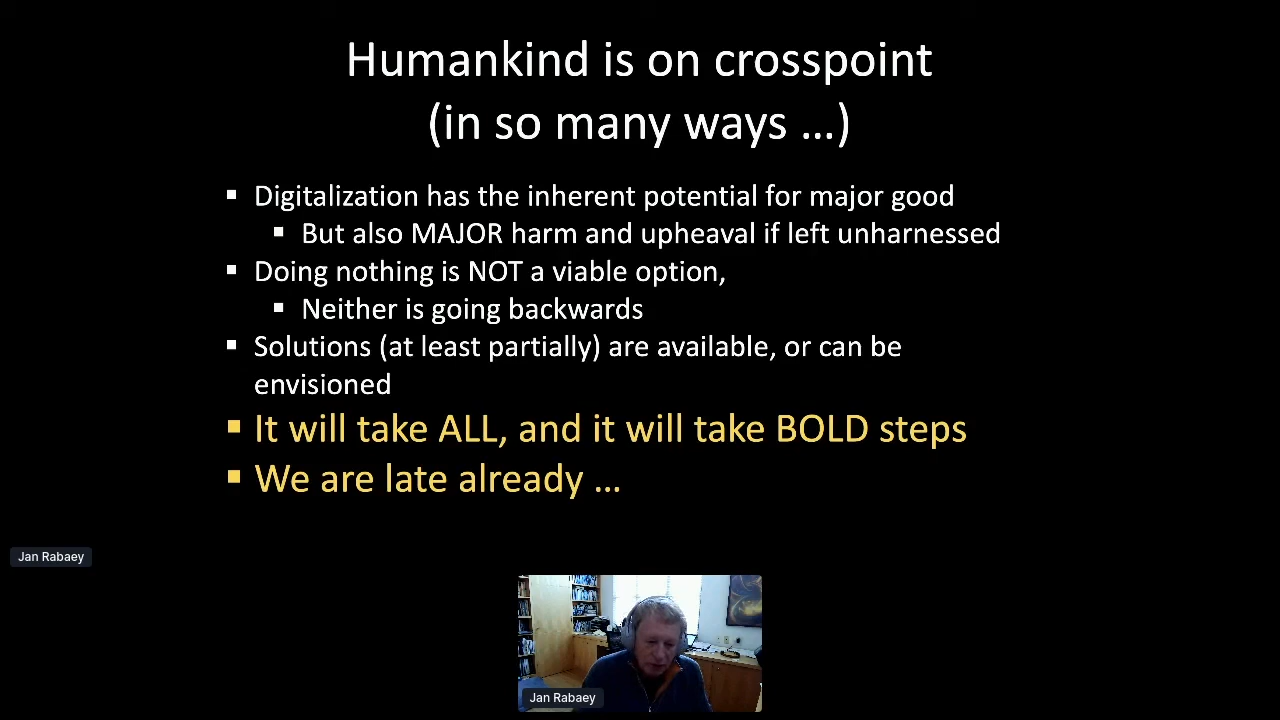 Humankind is on crosspoint
(in so many ways …)
▪ Digitalization has the inherent potential for major good
▪ But also MAJOR harm and upheaval if left unharnessed
▪ Doing nothing is NOT a viable option,
▪ Neither is going backwards
▪ Solutions (at least partially) are available, or can be
envisioned
▪ It will take ALL, and it will take BOLD steps
▪ We are late already …
Jan Rabaey
Jan Rabaey